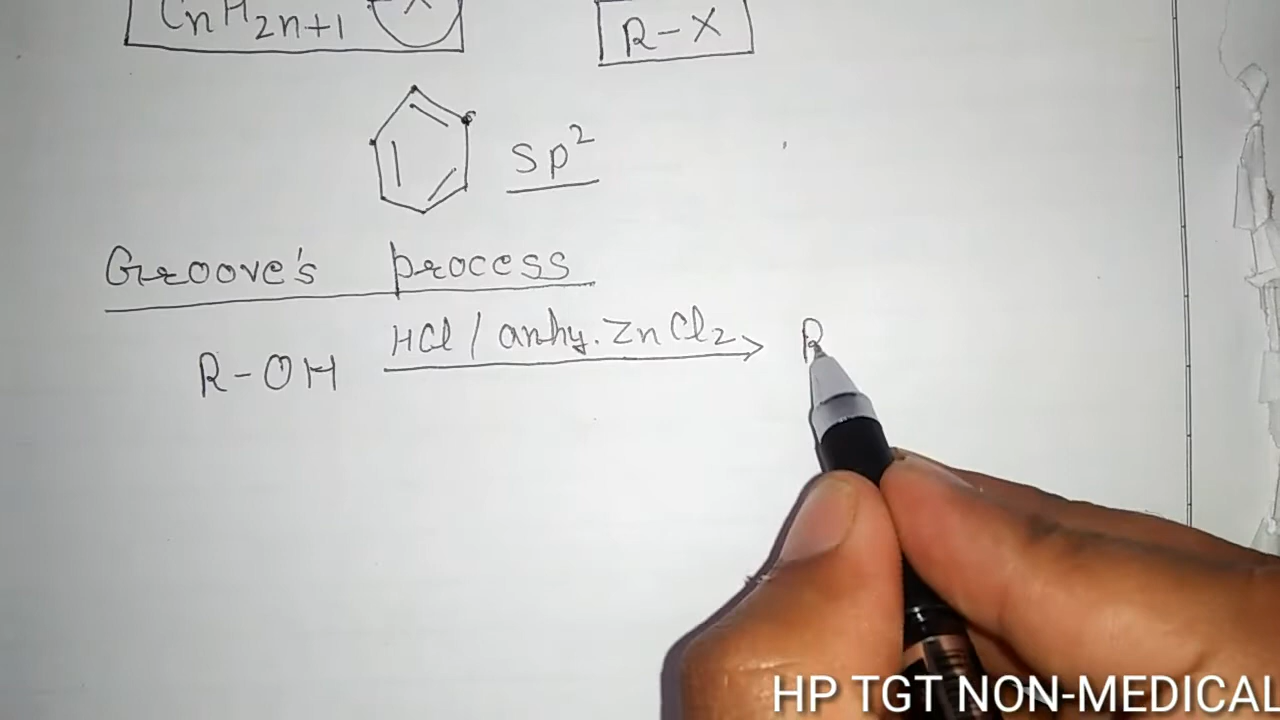 CnH2n+1 X
R-X
sp²
Groove's process
R-OH HCl / anhy. ZnCl2 R
HP TGT NON-MEDICAL